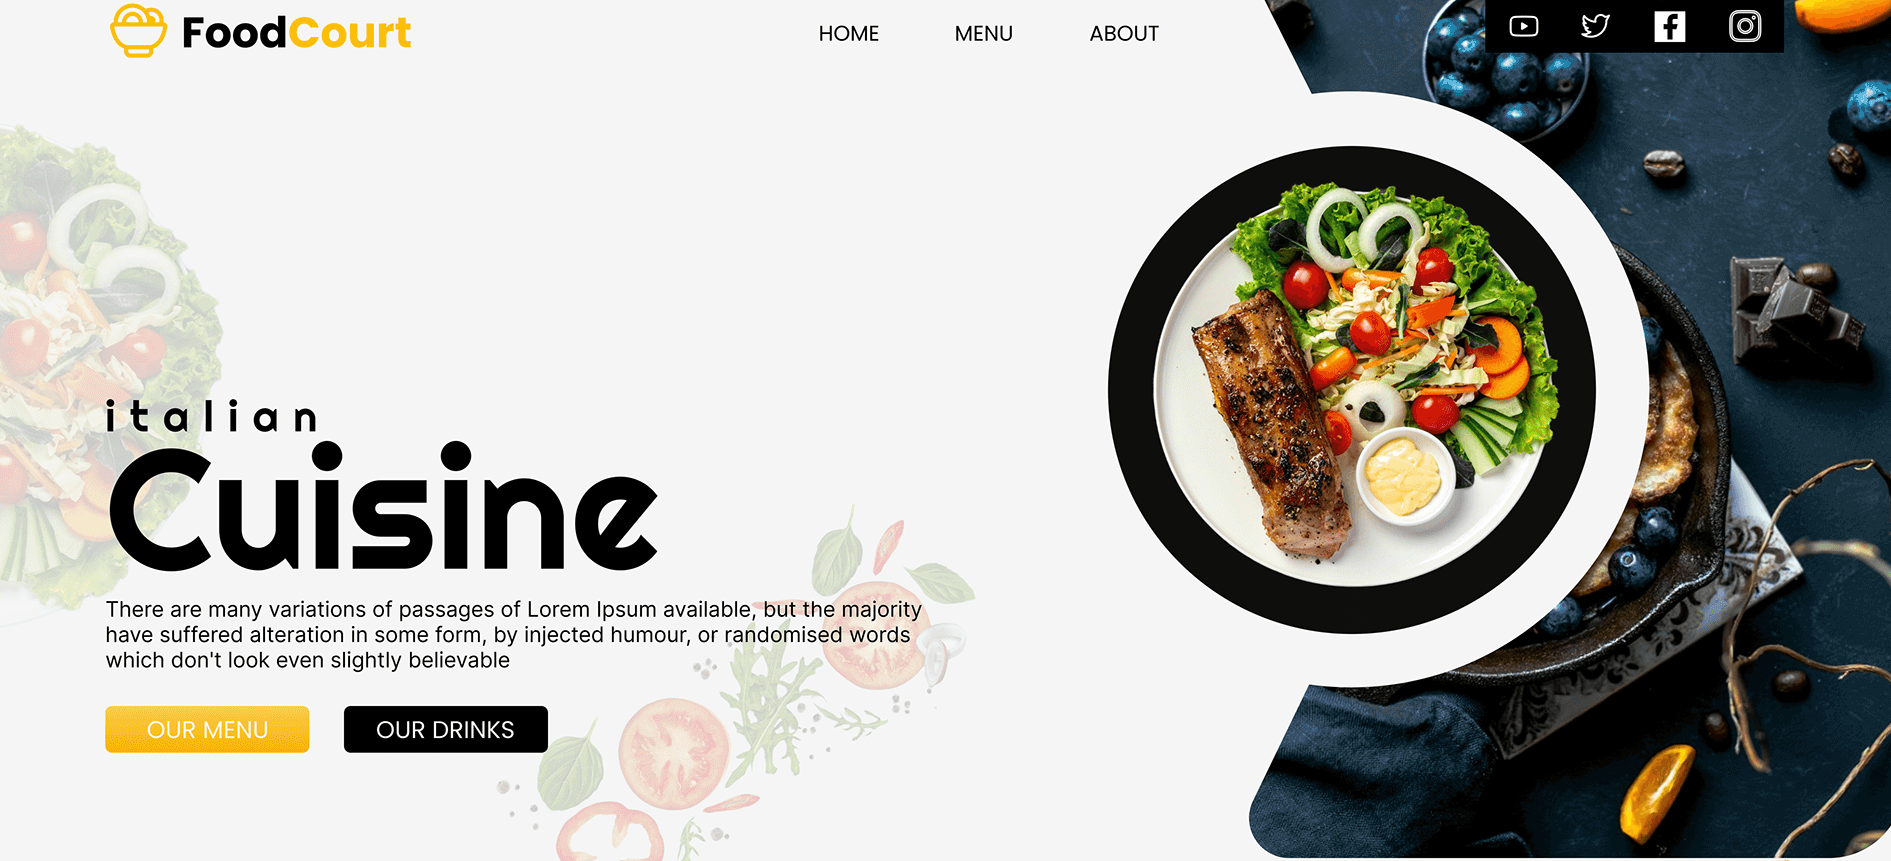 FoodCourt
HOME
MENU
ABOUT
italian
Cuisine
There are many variations of passages of Lorem Ipsum available, but the majority
have suffered alteration in some form, by injected humour, or randomised words
which don't look even slightly believable
OUR MENU
OUR DRINKS